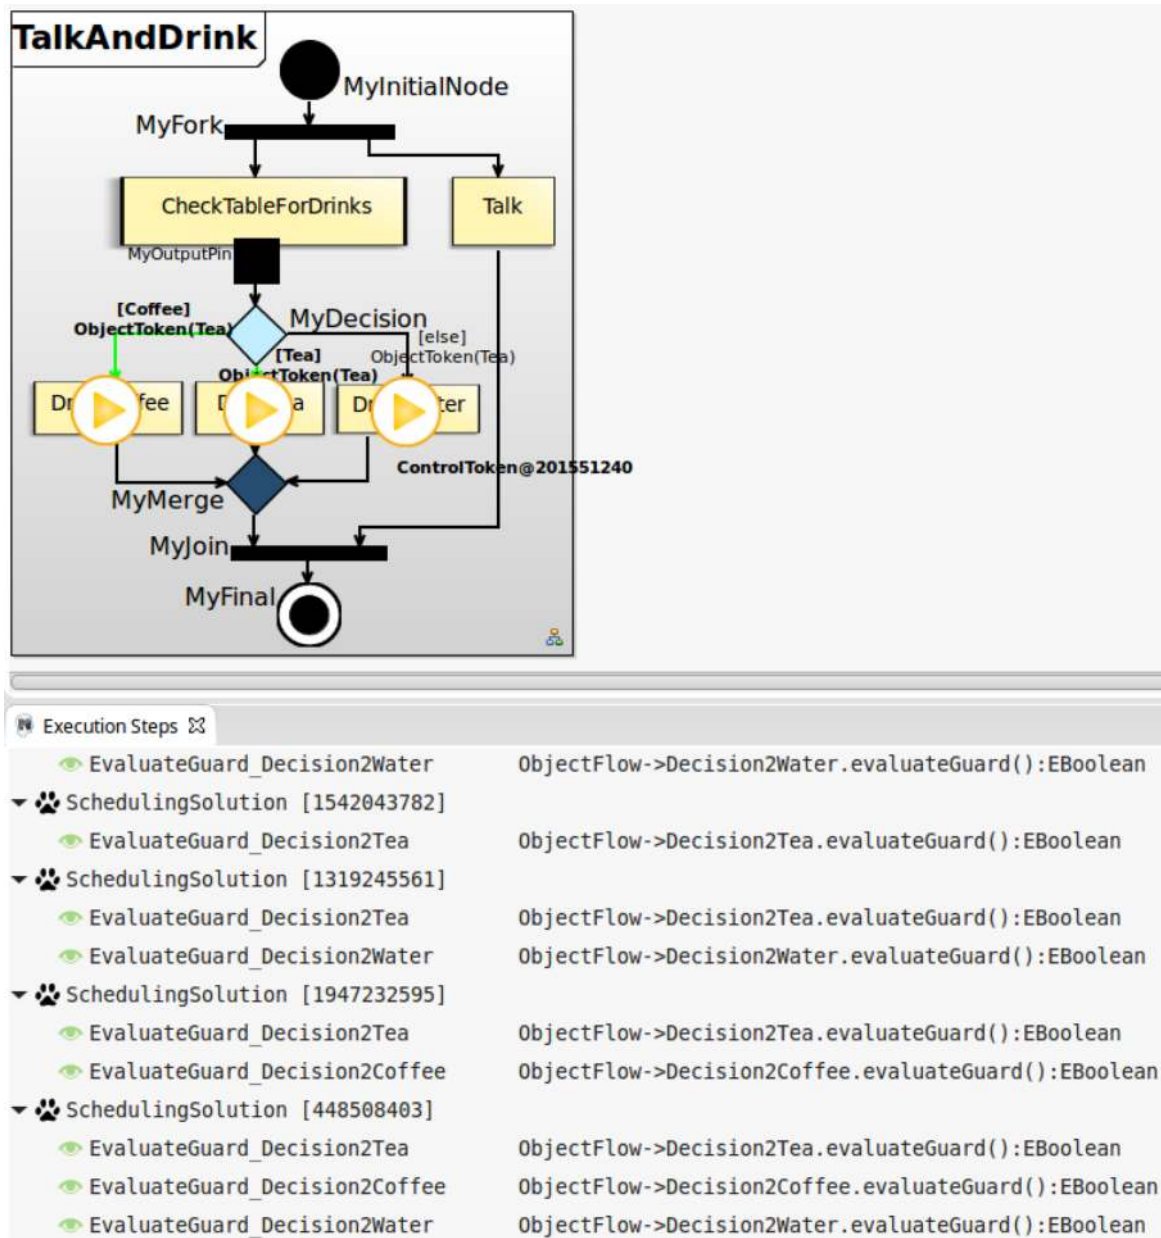 TalkAndDrink
MyInitialNode
MyFork
CheckTableForDrinks
Talk
MyOutputPin
[Coffee]
ObjectToken(Tea)
MyDecision
[else]
ObjectToken(Tea)
[Tea]
ObjectToken(Tea)
ControlToken@201551240
MyMerge
MyJoin
MyFinal
Execution Steps
EvaluateGuard_Decision2Water ObjectFlow->Decision2Water.evaluateGuard():EBoolean
SchedulingSolution [1542043782]
EvaluateGuard_Decision2Tea ObjectFlow->Decision2Tea.evaluateGuard():EBoolean
SchedulingSolution [1319245561]
EvaluateGuard_Decision2Tea ObjectFlow->Decision2Tea.evaluateGuard():EBoolean
EvaluateGuard_Decision2Water ObjectFlow->Decision2Water.evaluateGuard():EBoolean
SchedulingSolution [1947232595]
EvaluateGuard_Decision2Tea ObjectFlow->Decision2Tea.evaluateGuard():EBoolean
EvaluateGuard_Decision2Coffee ObjectFlow->Decision2Coffee.evaluateGuard():EBoolean
SchedulingSolution [448508403]
EvaluateGuard_Decision2Tea ObjectFlow->Decision2Tea.evaluateGuard():EBoolean
EvaluateGuard_Decision2Coffee ObjectFlow->Decision2Coffee.evaluateGuard():EBoolean
EvaluateGuard_Decision2Water ObjectFlow->Decision2Water.evaluateGuard():EBoolean